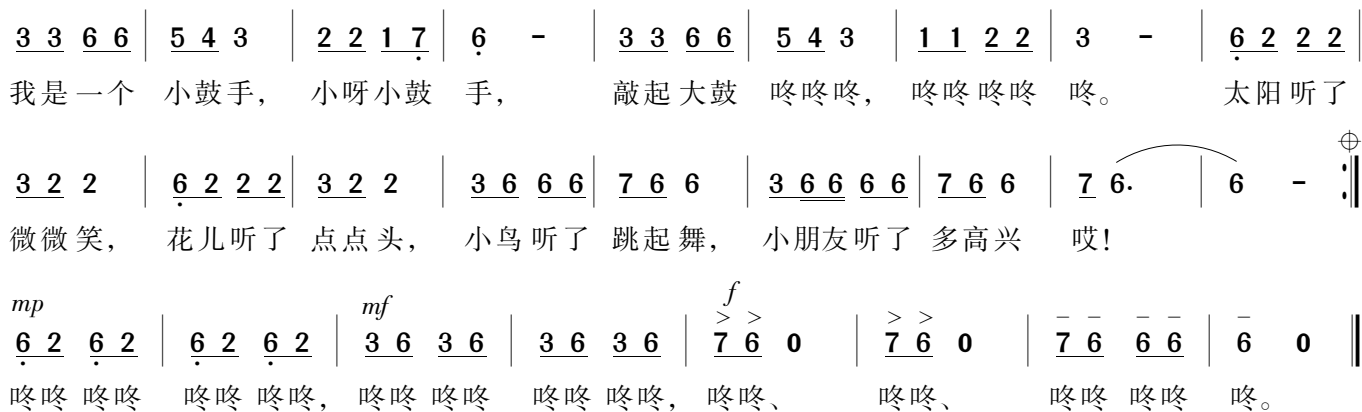 3 3 6 6 | 5 4 3 | 2 2 1 7̣ | 6̣ - | 3 3 6 6 | 5 4 3 | 1 1 2 2 | 3 - | 6̣ 2 2 2 |
我是一个 小鼓手, 小呀小鼓 手, 敲起大鼓 咚咚咚, 咚咚咚咚 咚。 太阳听了
3 2 2 | 6̣ 2 2 2 | 3 2 2 | 3 6 6 6 | 7 6 6 | 3 6 6 6 6 | 7 6 6 | 7 6. | 6 - :‖
微微笑, 花儿听了 点点头, 小鸟听了 跳起舞, 小朋友听了 多高兴 哎!
mp mf f
6̣ 2 6̣ 2 | 6̣ 2 6̣ 2 | 3 6 3 6 | 3 6 3 6 | 7 6 0 | 7 6 0 | 7 6 6 6 | 6 0 ‖
咚咚 咚咚 咚咚 咚咚, 咚咚 咚咚 咚咚 咚咚, 咚咚、 咚咚、 咚咚 咚咚 咚。